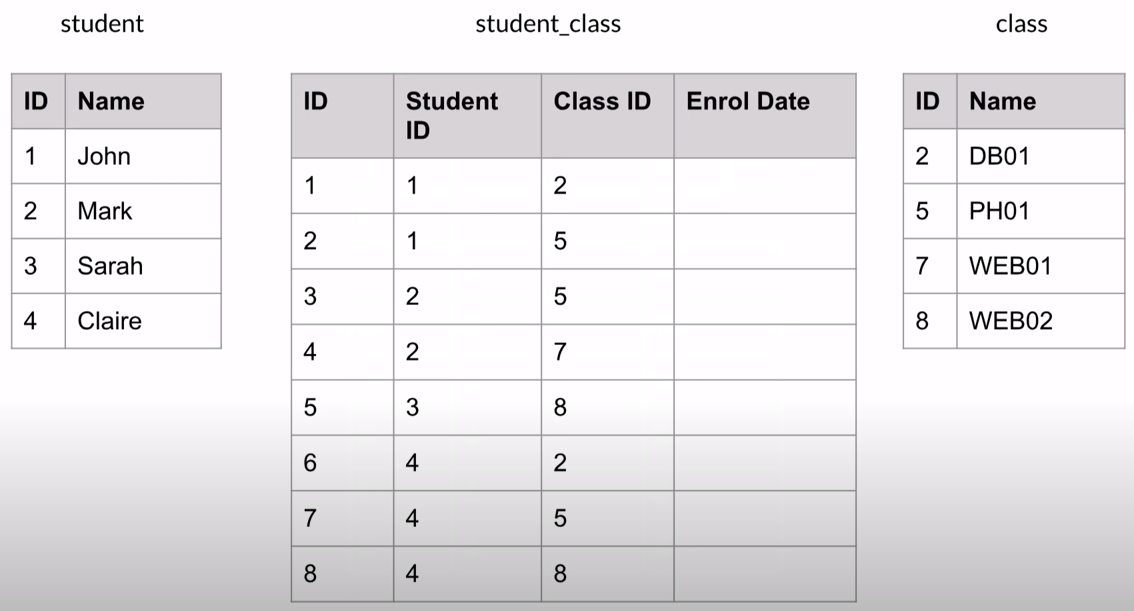 student
ID Name
1 John
2 Mark
3 Sarah
4 Claire
student_class
ID Student ID Class ID Enrol Date
1 1 2
2 1 5
3 2 5
4 2 7
5 3 8
6 4 2
7 4 5
8 4 8
class
ID Name
2 DB01
5 PH01
7 WEB01
8 WEB02